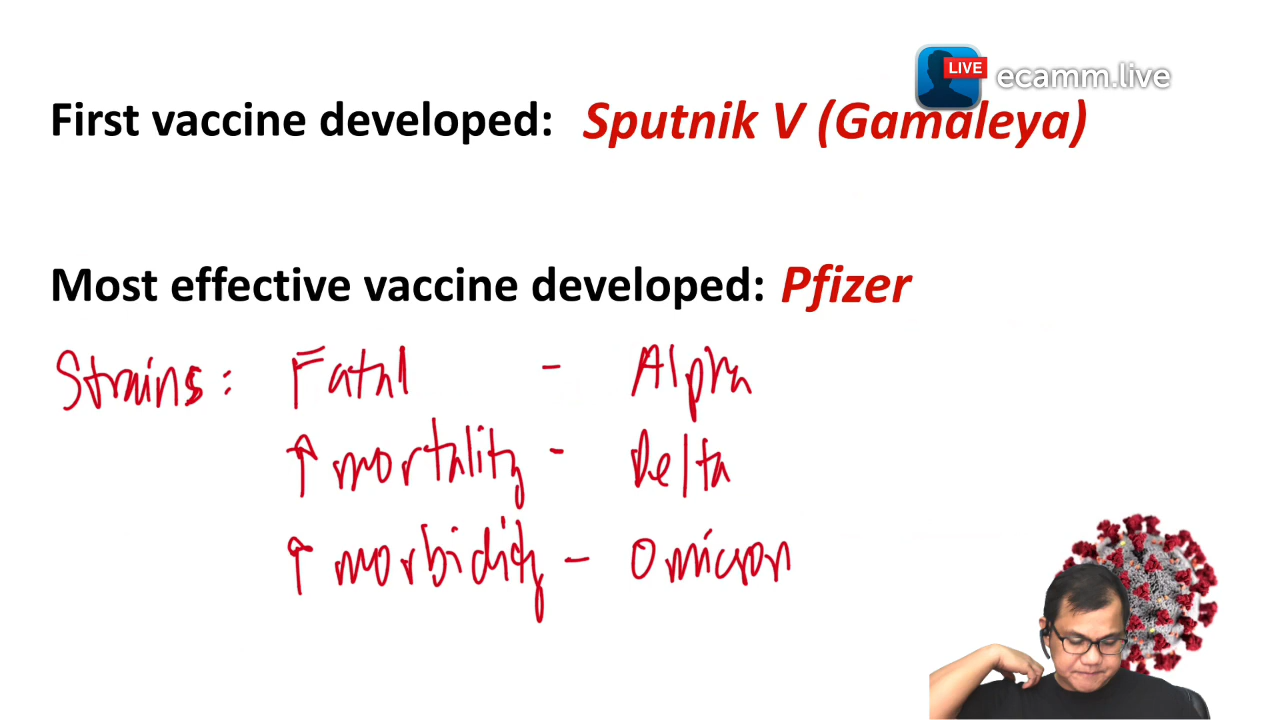 LIVE ecamm.live
First vaccine developed: Sputnik V (Gamaleya)
Most effective vaccine developed: Pfizer
Strains: Fatal - Alpha
↑ mortality - Delta
↑ morbidity - Omicron